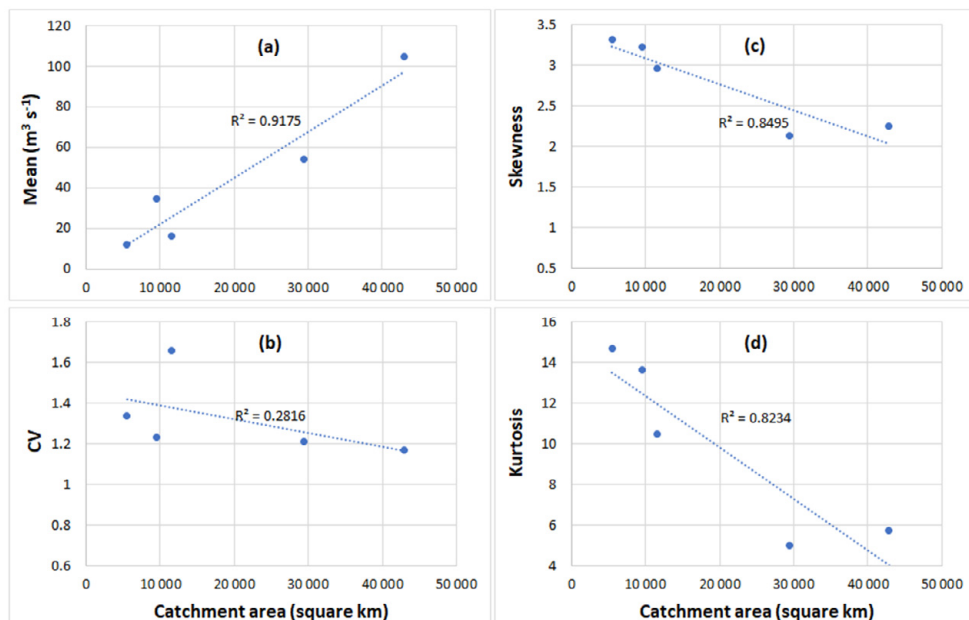 (a)
Mean (m³ s⁻¹)
120
100
80
60
40
20
0
R² = 0.9175
0 10 000 20 000 30 000 40 000 50 000
(c)
Skewness
3.5
3
2.5
2
1.5
1
0.5
R² = 0.8495
0 10 000 20 000 30 000 40 000 50 000
(b)
CV
1.8
1.6
1.4
1.2
1
0.8
0.6
R² = 0.2816
0 10 000 20 000 30 000 40 000 50 000
Catchment area (square km)
(d)
Kurtosis
16
14
12
10
8
6
4
R² = 0.8234
0 10 000 20 000 30 000 40 000 50 000
Catchment area (square km)